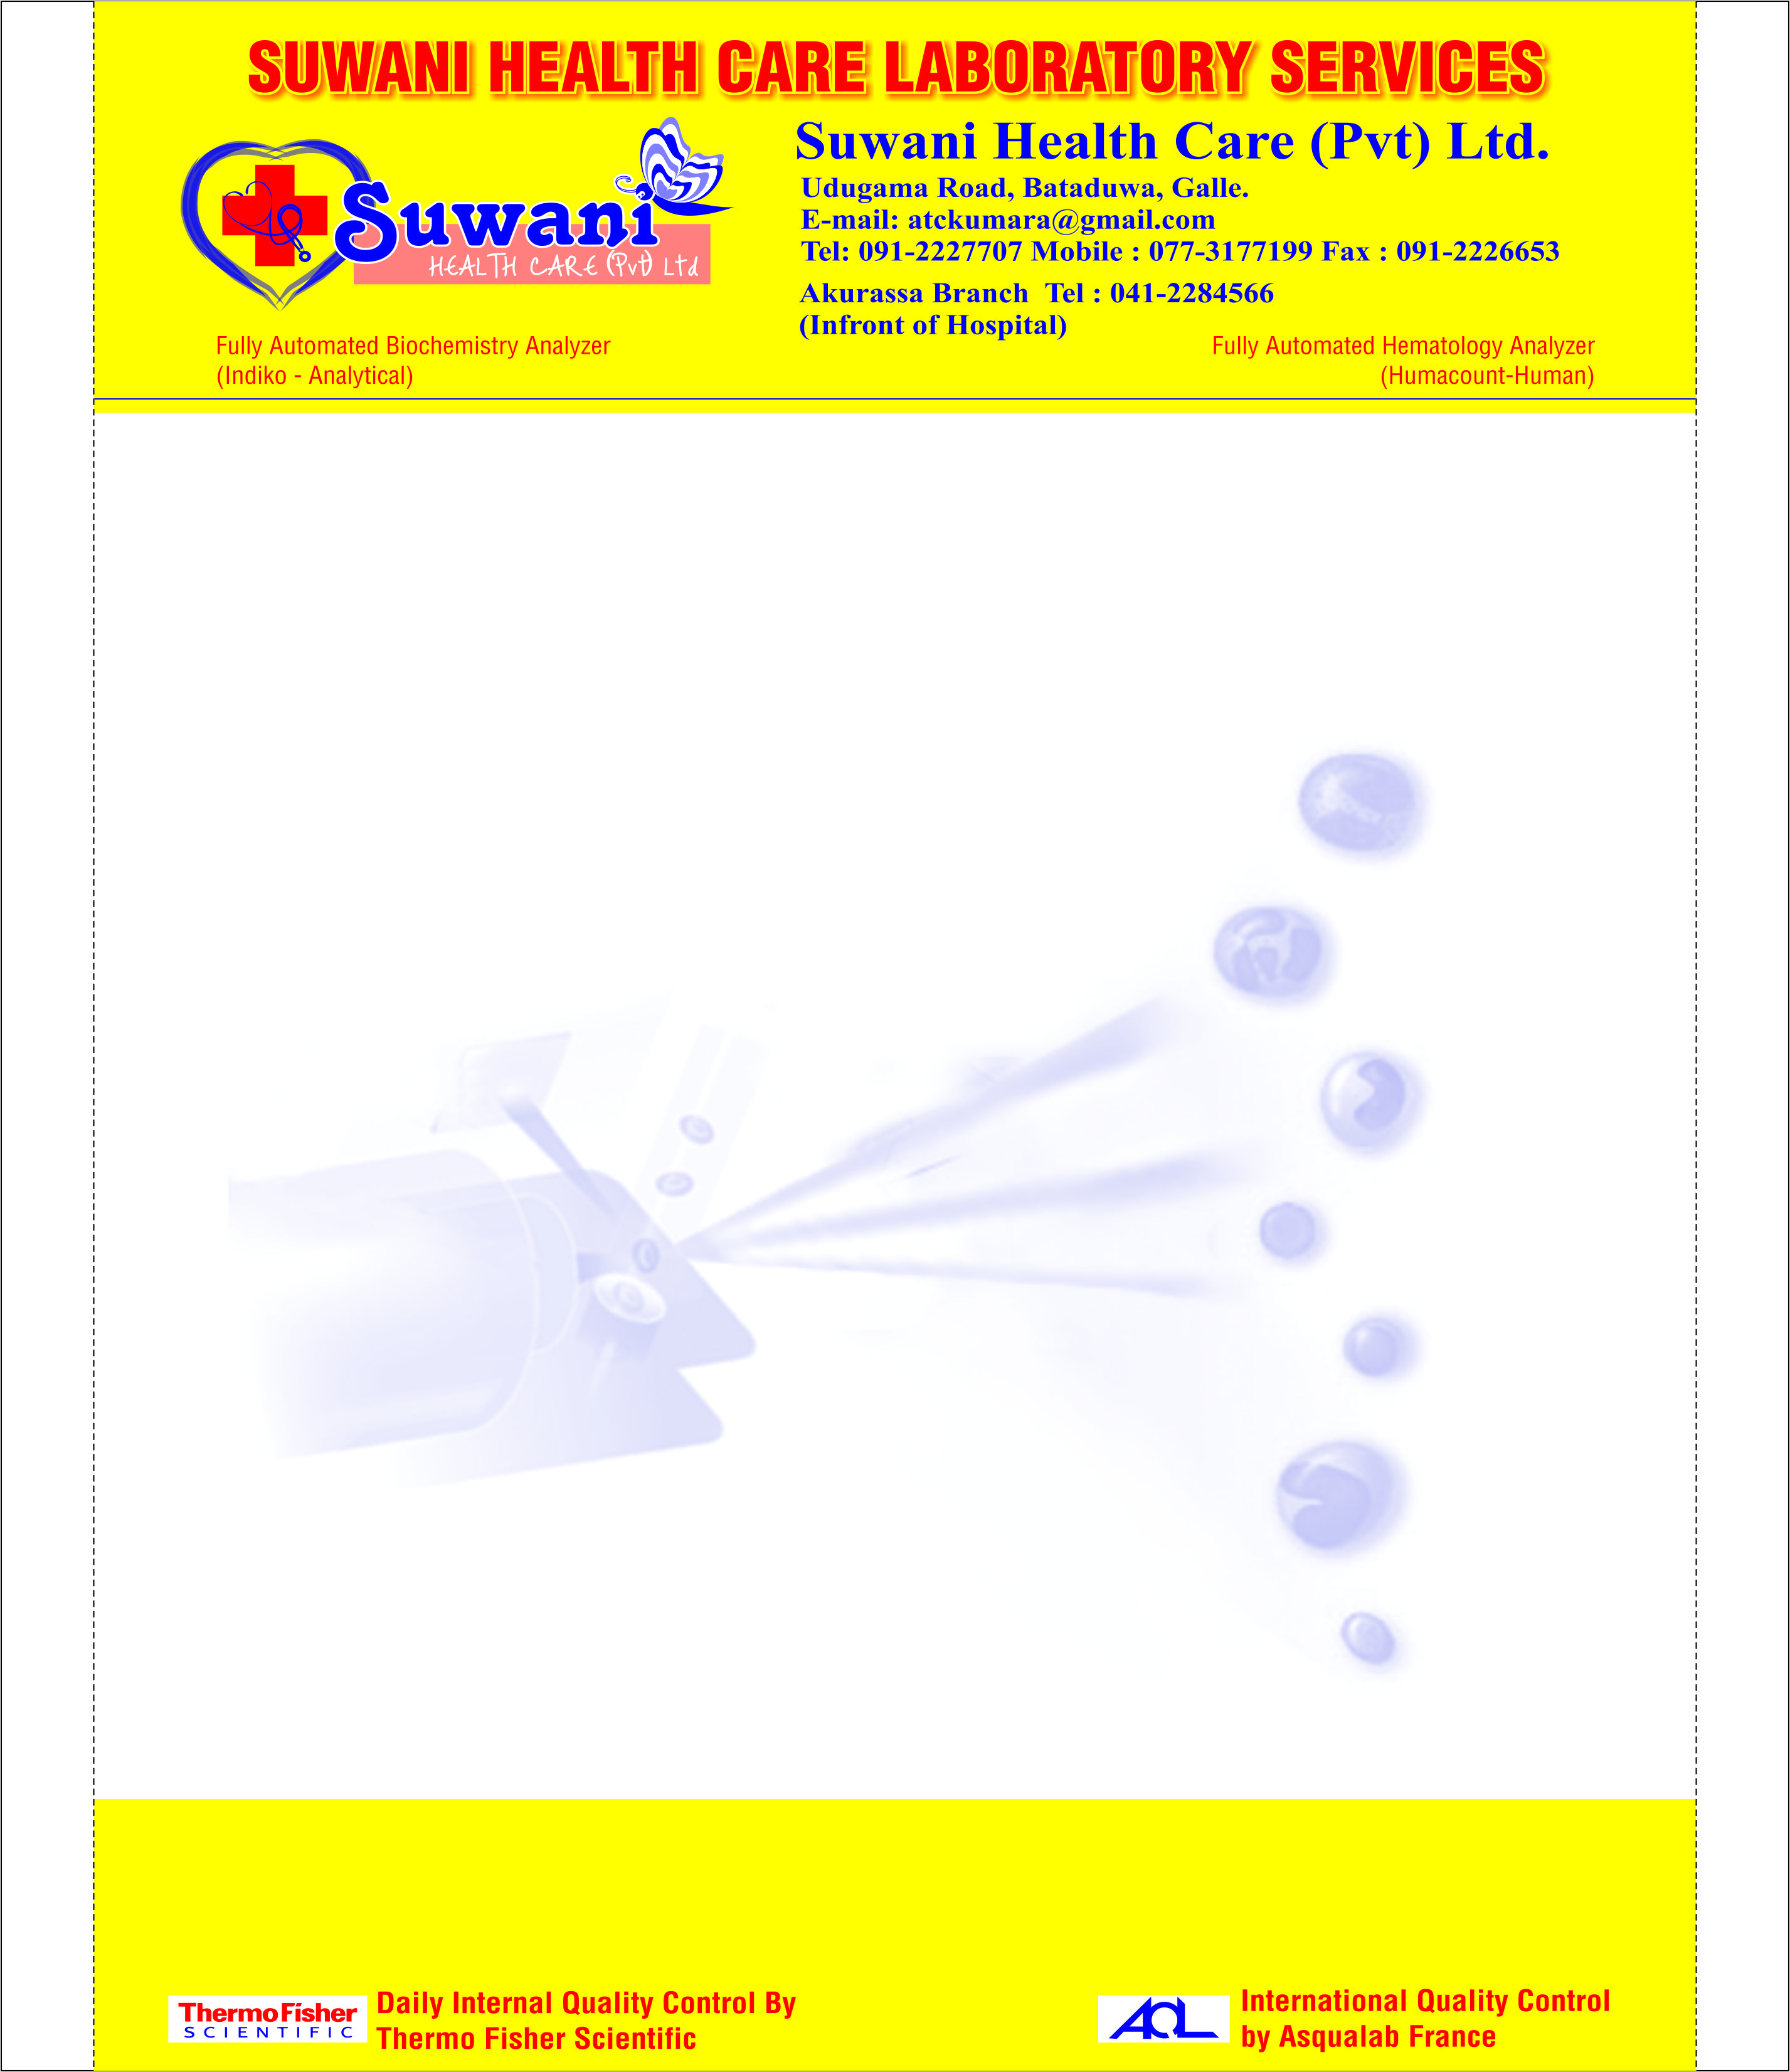 SUWANI HEALTH CARE LABORATORY SERVICES
Suwani
HEALTH CARE (Pvt) Ltd
Suwani Health Care (Pvt) Ltd.
Udugama Road, Bataduwa, Galle.
E-mail: atckumara@gmail.com
Tel: 091-2227707 Mobile : 077-3177199 Fax : 091-2226653
Akurassa Branch  Tel : 041-2284566
(Infront of Hospital)
Fully Automated Biochemistry Analyzer
(Indiko - Analytical)
Fully Automated Hematology Analyzer
(Humacount-Human)
ThermoFisher
SCIENTIFIC
Daily Internal Quality Control By
Thermo Fisher Scientific
AQL
International Quality Control
by Asqualab France